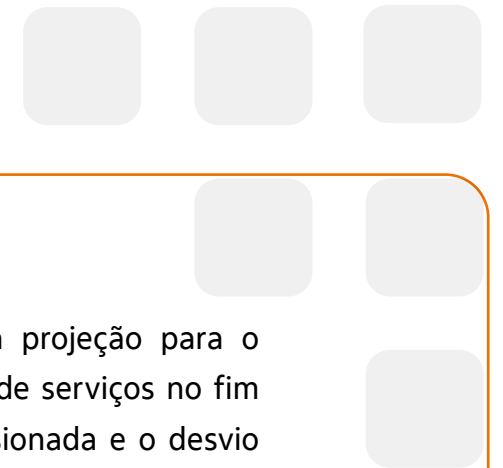 projeção para o
de serviços no fim
sionada e o desvio